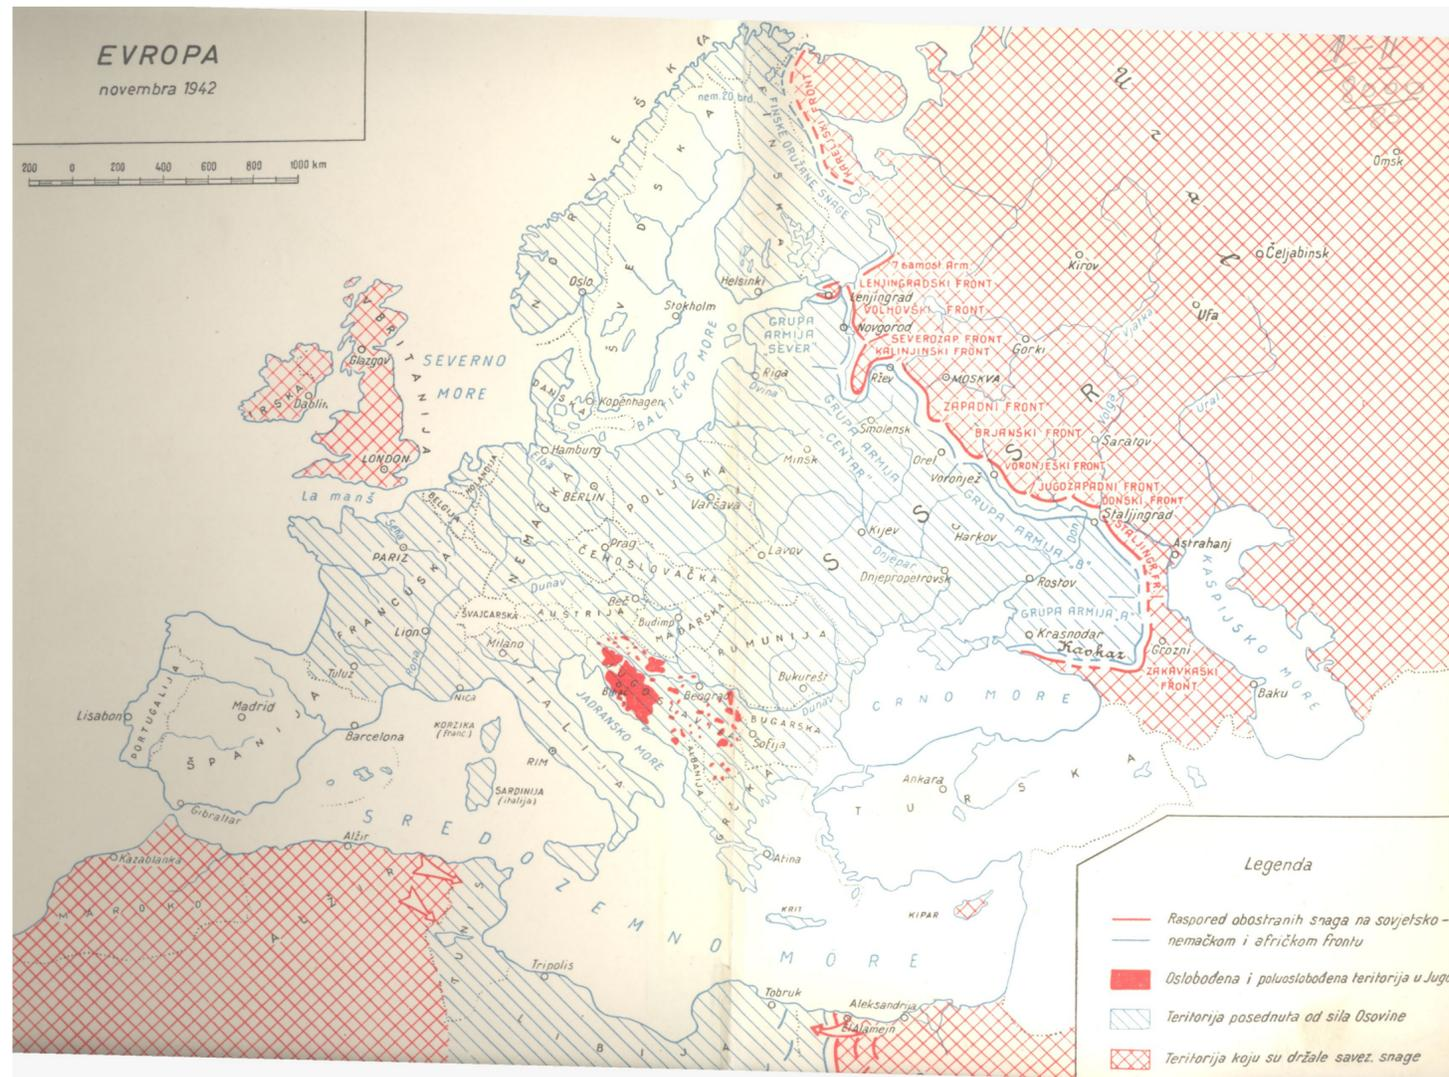 EVROPA
novembra 1942
200 0 200 400 600 800 1000 km
NORVEŠKA
nem. 20 brd.
FINSKE ORUŽANE SNAGE
KARELJSKI FRONT
FINSKA
ŠVEDSKA
Ural
Omsk
Čeljabinsk
Kirov
Ufa
Vjatka
Gorki
7 samost Arm
LENJINGRADSKI FRONT
Lenjingrad
VOLHOVSKI FRONT
Novgorod
SEVEROZAP FRONT
KALINJINSKI FRONT
Ržev
MOSKVA
ZAPADNI FRONT
BRJANSKI FRONT
VORONJEŠKI FRONT
JUGOZAPADNI FRONT
DONSKI FRONT
Staljingrad
STALJINGR. FR.
Volga
Ural
Saratov
SSSR
Oslo
Stokholm
Helsinki
GRUPA
ARMIJA
"SEVER"
Riga
Dvina
V BRITANIJA
Glazgov
IRSKA
Dablin
LONDON
La manš
SEVERNO
MORE
DANSKA
Kopenhagen
BALTIČKO MORE
Hamburg
Elba
HOLANDIJA
BELGIJA
BERLIN
NEMAČKA
POLJSKA
Varšava
Minsk
Smolensk
GRUPA ARMIJA
"CENTAR"
Orel
Voronjež
GRUPA ARMIJA
"B"
Don
Kijev
Harkov
Dnjepar
Dnjepropetrovsk
Lavov
Rostov
Astrahanj
GRUPA ARMIJA "A"
Krasnodar
Kavkaz
Grozni
ZAKAVKASKI
FRONT
Baku
KASPIJSKO MORE
Sena
PARIZ
FRANCUSKA
Lion
Rona
Tuluz
Nica
Prag
ČEHOSLOVAČKA
Dunav
Beč
AUSTRIJA
ŠVAJCARSKA
Budimp
MAĐARSKA
RUMUNIJA
Milano
ITALIJA
RIM
JUGOSLAVIJA
Bihać
Beograd
Bukurešt
Dunav
BUGARSKA
Sofija
JADRANSKO MORE
ALBANIJA
GRČKA
Atina
CRNO MORE
Ankara
TURSKA
PORTUGALIJA
Lisabon
Madrid
ŠPANIJA
Barcelona
Gibraltar
KORZIKA
(franc.)
SARDINIJA
(italija)
SREDOZEMNO MORE
Kazablanka
MAROKO
Alžir
ALŽIR
TUNIS
Tripolis
LIBIJA
Tobruk
Aleksandrija
El Alamejn
KRIT
KIPAR
Legenda
Raspored obostranih snaga na sovjetsko-
nemačkom i afričkom frontu
Oslobođena i poluoslobođena teritorija u Jugo
Teritorija posednuta od sila Osovine
Teritorija koju su držale savez. snage